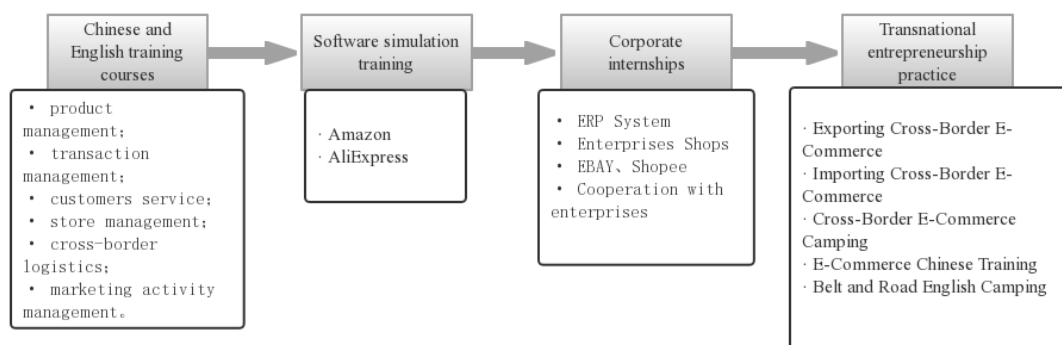 Chinese and
English training
courses
• product
management；
• transaction
management；
• customers service；
• store management；
• cross-border
logistics；
• marketing activity
management。
Software simulation
training
· Amazon
· AliExpress
Corporate
internships
• ERP System
• Enterprises Shops
• EBAY、Shopee
• Cooperation with
enterprises
Transnational
entrepreneurship
practice
· Exporting Cross-Border E-
Commerce
· Importing Cross-Border E-
Commerce
· Cross-Border E-Commerce
Camping
· E-Commerce Chinese Training
· Belt and Road English Camping